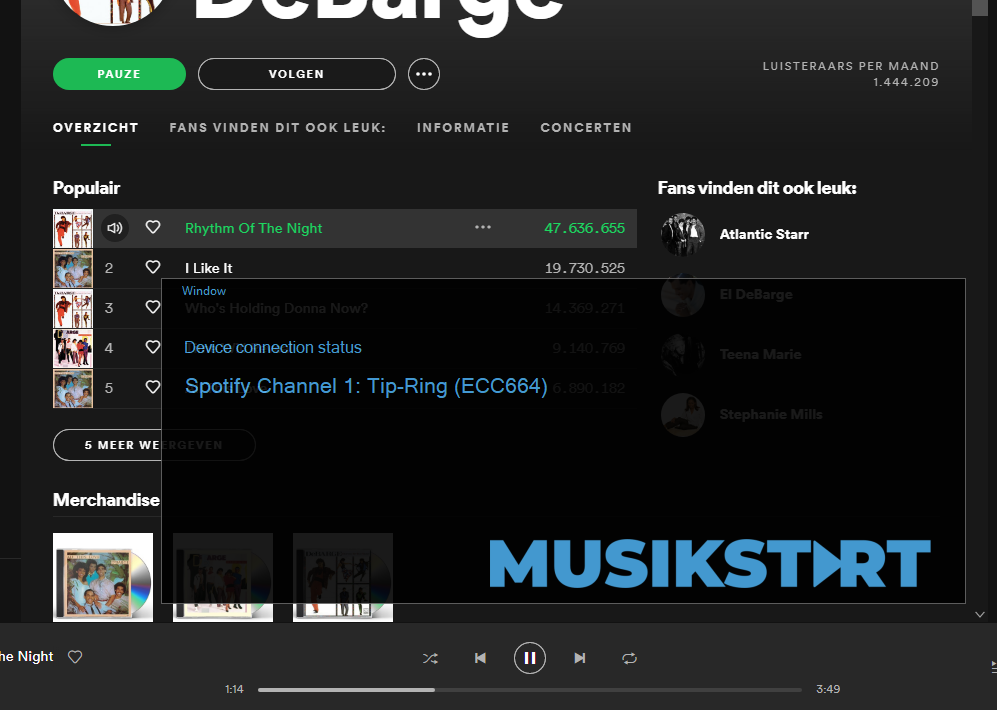 DeBarge
PAUZE
VOLGEN
LUISTERAARS PER MAAND
1.444.209
OVERZICHT
FANS VINDEN DIT OOK LEUK:
INFORMATIE
CONCERTEN
Populair
Rhythm Of The Night
47.636.655
2
I Like It
19.730.525
3
Who's Holding Donna Now?
14.369.271
4
9.140.769
5
6.890.182
5 MEER WEERGEVEN
Fans vinden dit ook leuk:
Atlantic Starr
El DeBarge
Teena Marie
Stephanie Mills
Window
Device connection status
Spotify Channel 1: Tip-Ring (ECC664)
MUSIKSTART
Merchandise
he Night
1:14
3:49